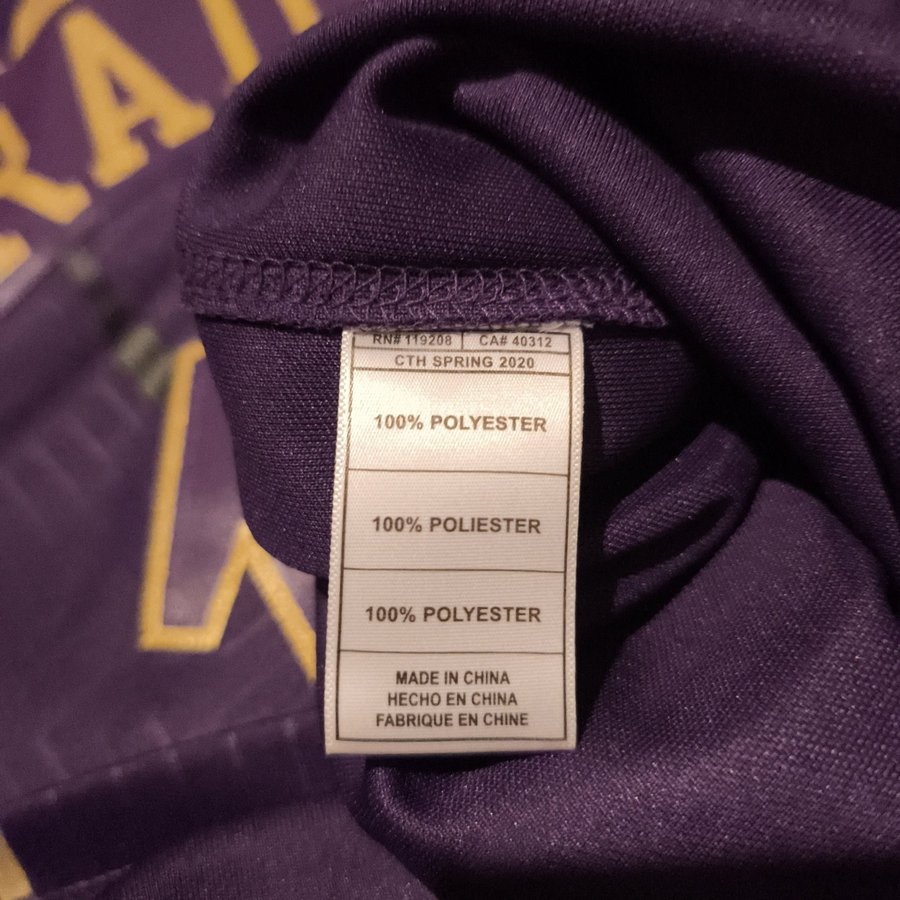 RAI
RN# 119208 CA# 40312
CTH SPRING 2020
100% POLYESTER
100% POLIESTER
100% POLYESTER
MADE IN CHINA
HECHO EN CHINA
FABRIQUE EN CHINE